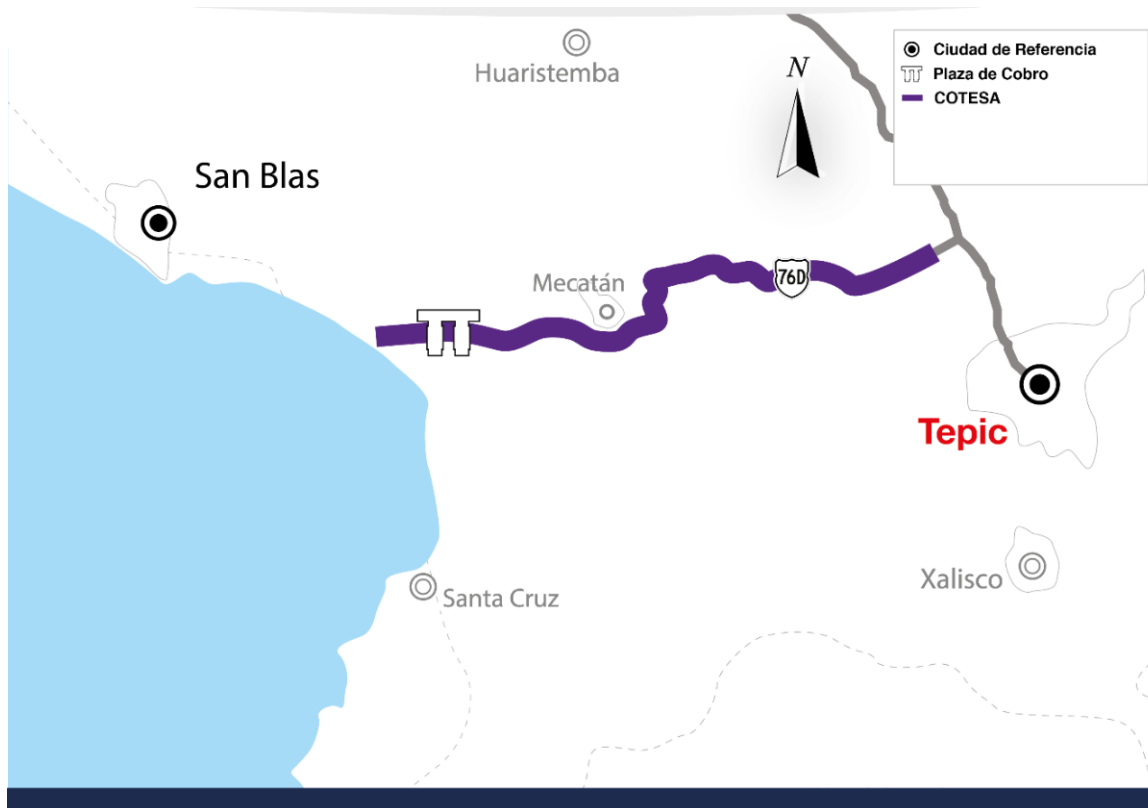 Huaristemba
N
Ciudad de Referencia
Plaza de Cobro
COTESA
San Blas
Mecatán
76D
Tepic
Xalisco
Santa Cruz